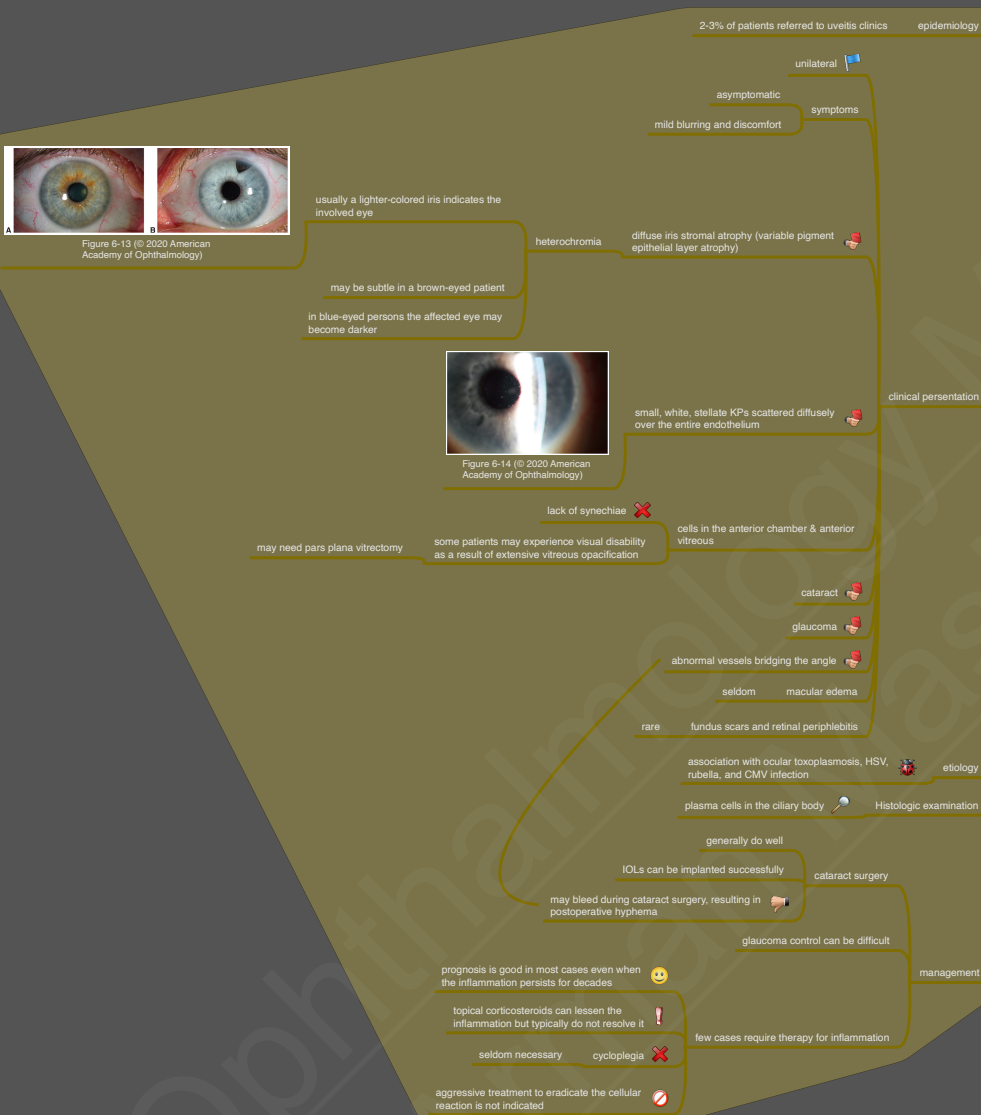 2-3% of patients referred to uveitis clinics
epidemiology
unilateral
asymptomatic
symptoms
mild blurring and discomfort
A
B
Figure 6-13 (© 2020 American
Academy of Ophthalmology)
usually a lighter-colored iris indicates the
involved eye
heterochromia
diffuse iris stromal atrophy (variable pigment
epithelial layer atrophy)
may be subtle in a brown-eyed patient
in blue-eyed persons the affected eye may
become darker
clinical persentation
small, white, stellate KPs scattered diffusely
over the entire endothelium
Figure 6-14 (© 2020 American
Academy of Ophthalmology)
lack of synechiae
cells in the anterior chamber & anterior
vitreous
some patients may experience visual disability
as a result of extensive vitreous opacification
may need pars plana vitrectomy
cataract
glaucoma
abnormal vessels bridging the angle
seldom
macular edema
rare
fundus scars and retinal periphlebitis
association with ocular toxoplasmosis, HSV,
rubella, and CMV infection
etiology
plasma cells in the ciliary body
Histologic examination
generally do well
IOLs can be implanted successfully
cataract surgery
may bleed during cataract surgery, resulting in
postoperative hyphema
glaucoma control can be difficult
management
prognosis is good in most cases even when
the inflammation persists for decades
topical corticosteroids can lessen the
inflammation but typically do not resolve it
few cases require therapy for inflammation
seldom necessary
cycloplegia
aggressive treatment to eradicate the cellular
reaction is not indicated
Ophthalmology M